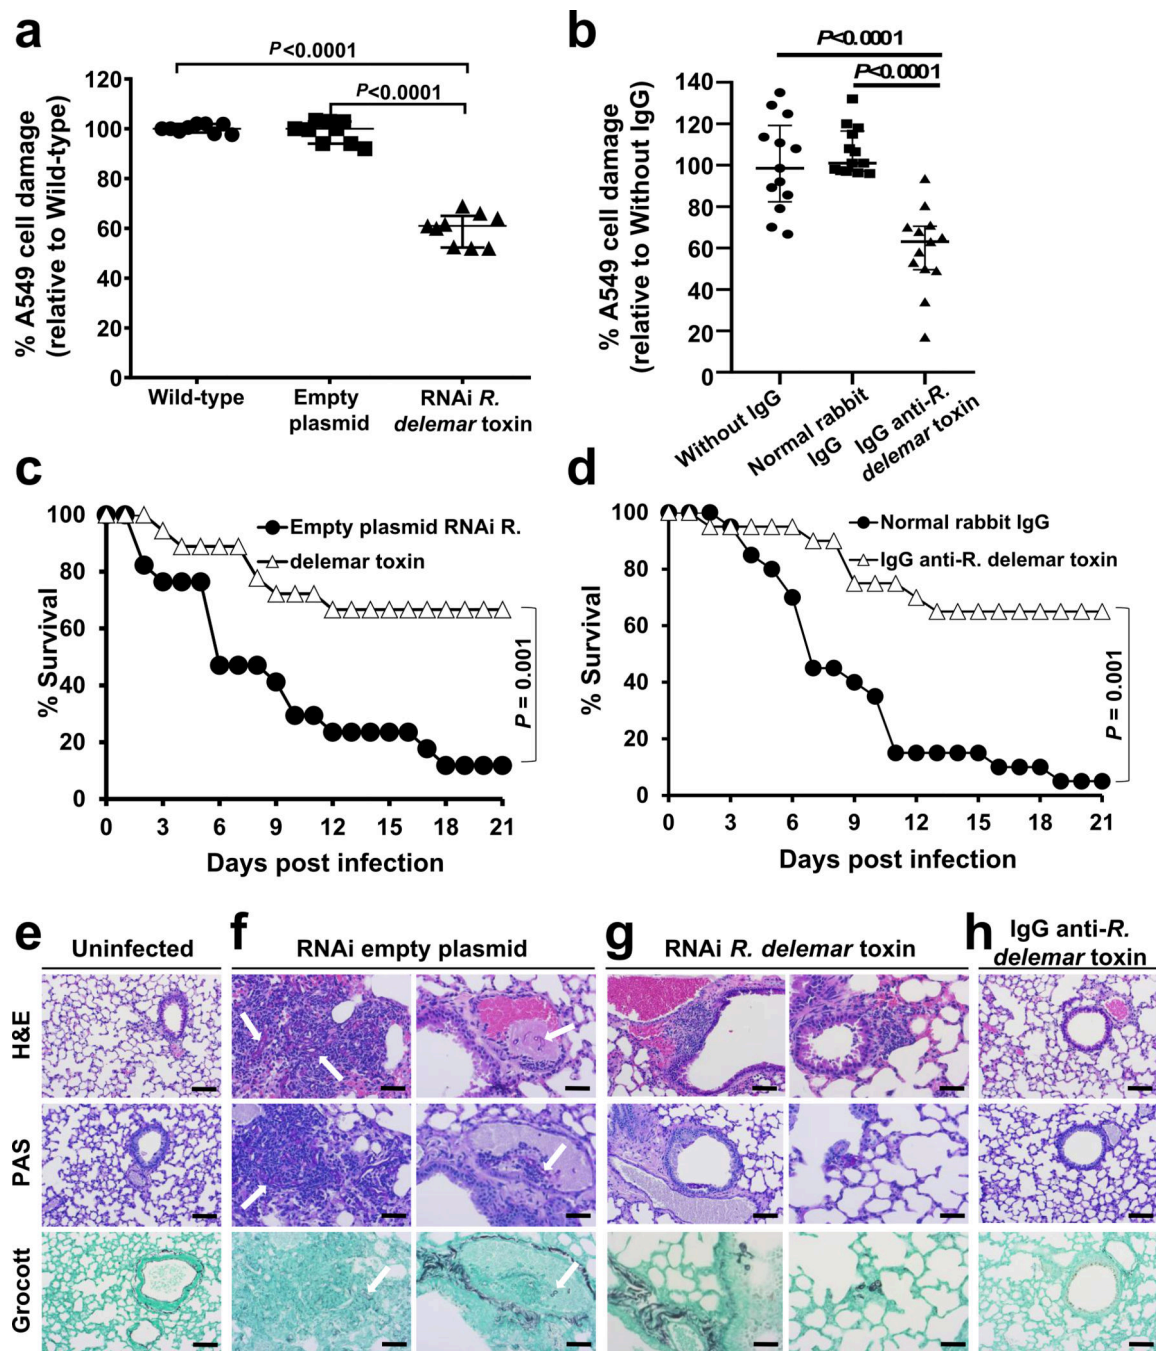 a
P<0.0001
P<0.0001
% A549 cell damage
(relative to Wild-type)
120
100
80
60
40
20
0
Wild-type
Empty
plasmid
RNAi R.
delemar toxin
b
P<0.0001
P<0.0001
% A549 cell damage
(relative to Without IgG)
140
120
100
80
60
40
20
0
Without IgG
Normal rabbit
IgG
IgG anti-R.
delemar toxin
c
% Survival
100
80
60
40
20
0
Empty plasmid RNAi R.
delemar toxin
P = 0.001
0 3 6 9 12 15 18 21
Days post infection
d
% Survival
100
80
60
40
20
0
Normal rabbit IgG
IgG anti-R. delemar toxin
P = 0.001
0 3 6 9 12 15 18 21
Days post infection
e
Uninfected
f
RNAi empty plasmid
g
RNAi R. delemar toxin
h
IgG anti-R.
delemar toxin
H&E
PAS
Grocott